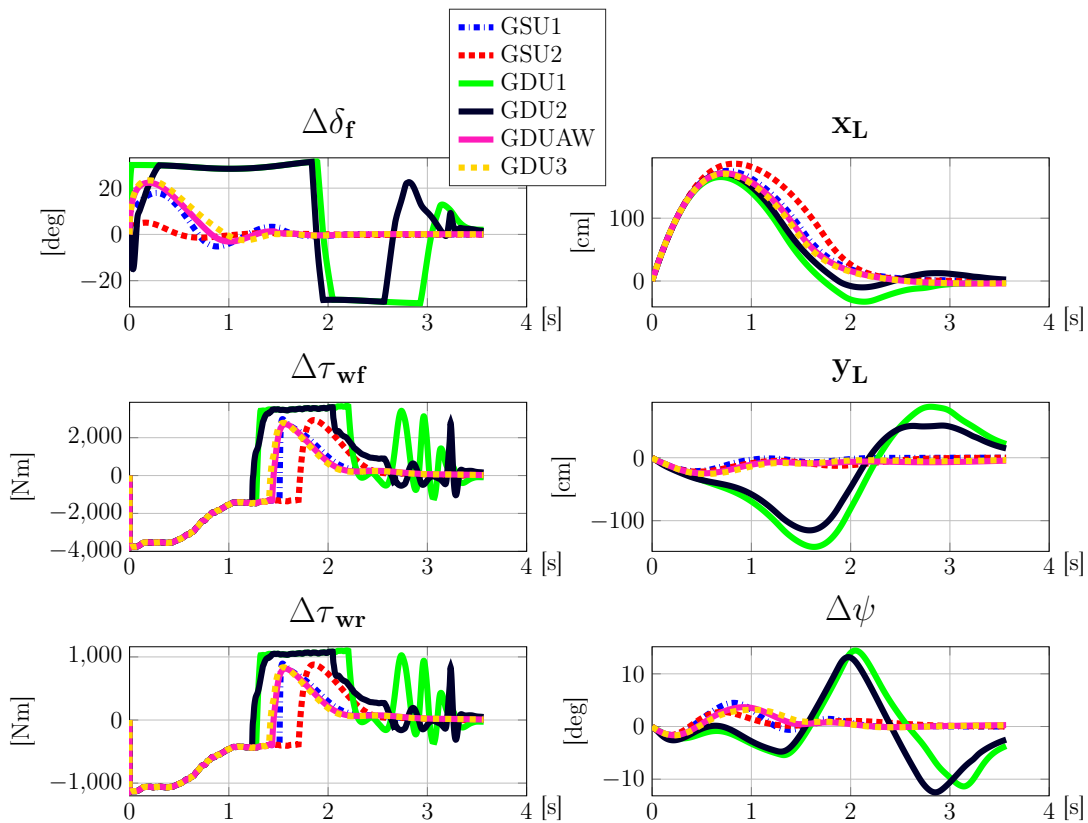 GSU1
GSU2
GDU1
GDU2
GDUAW
GDU3
Δδf
[deg]
20
0
−20
0 1 2 3 4 [s]
xL
[cm]
100
0
0 1 2 3 4 [s]
Δτwf
[Nm]
2,000
0
−2,000
−4,000
0 1 2 3 4 [s]
yL
[cm]
0
−100
0 1 2 3 4 [s]
Δτwr
[Nm]
1,000
0
−1,000
0 1 2 3 4 [s]
Δψ
[deg]
10
0
−10
0 1 2 3 4 [s]